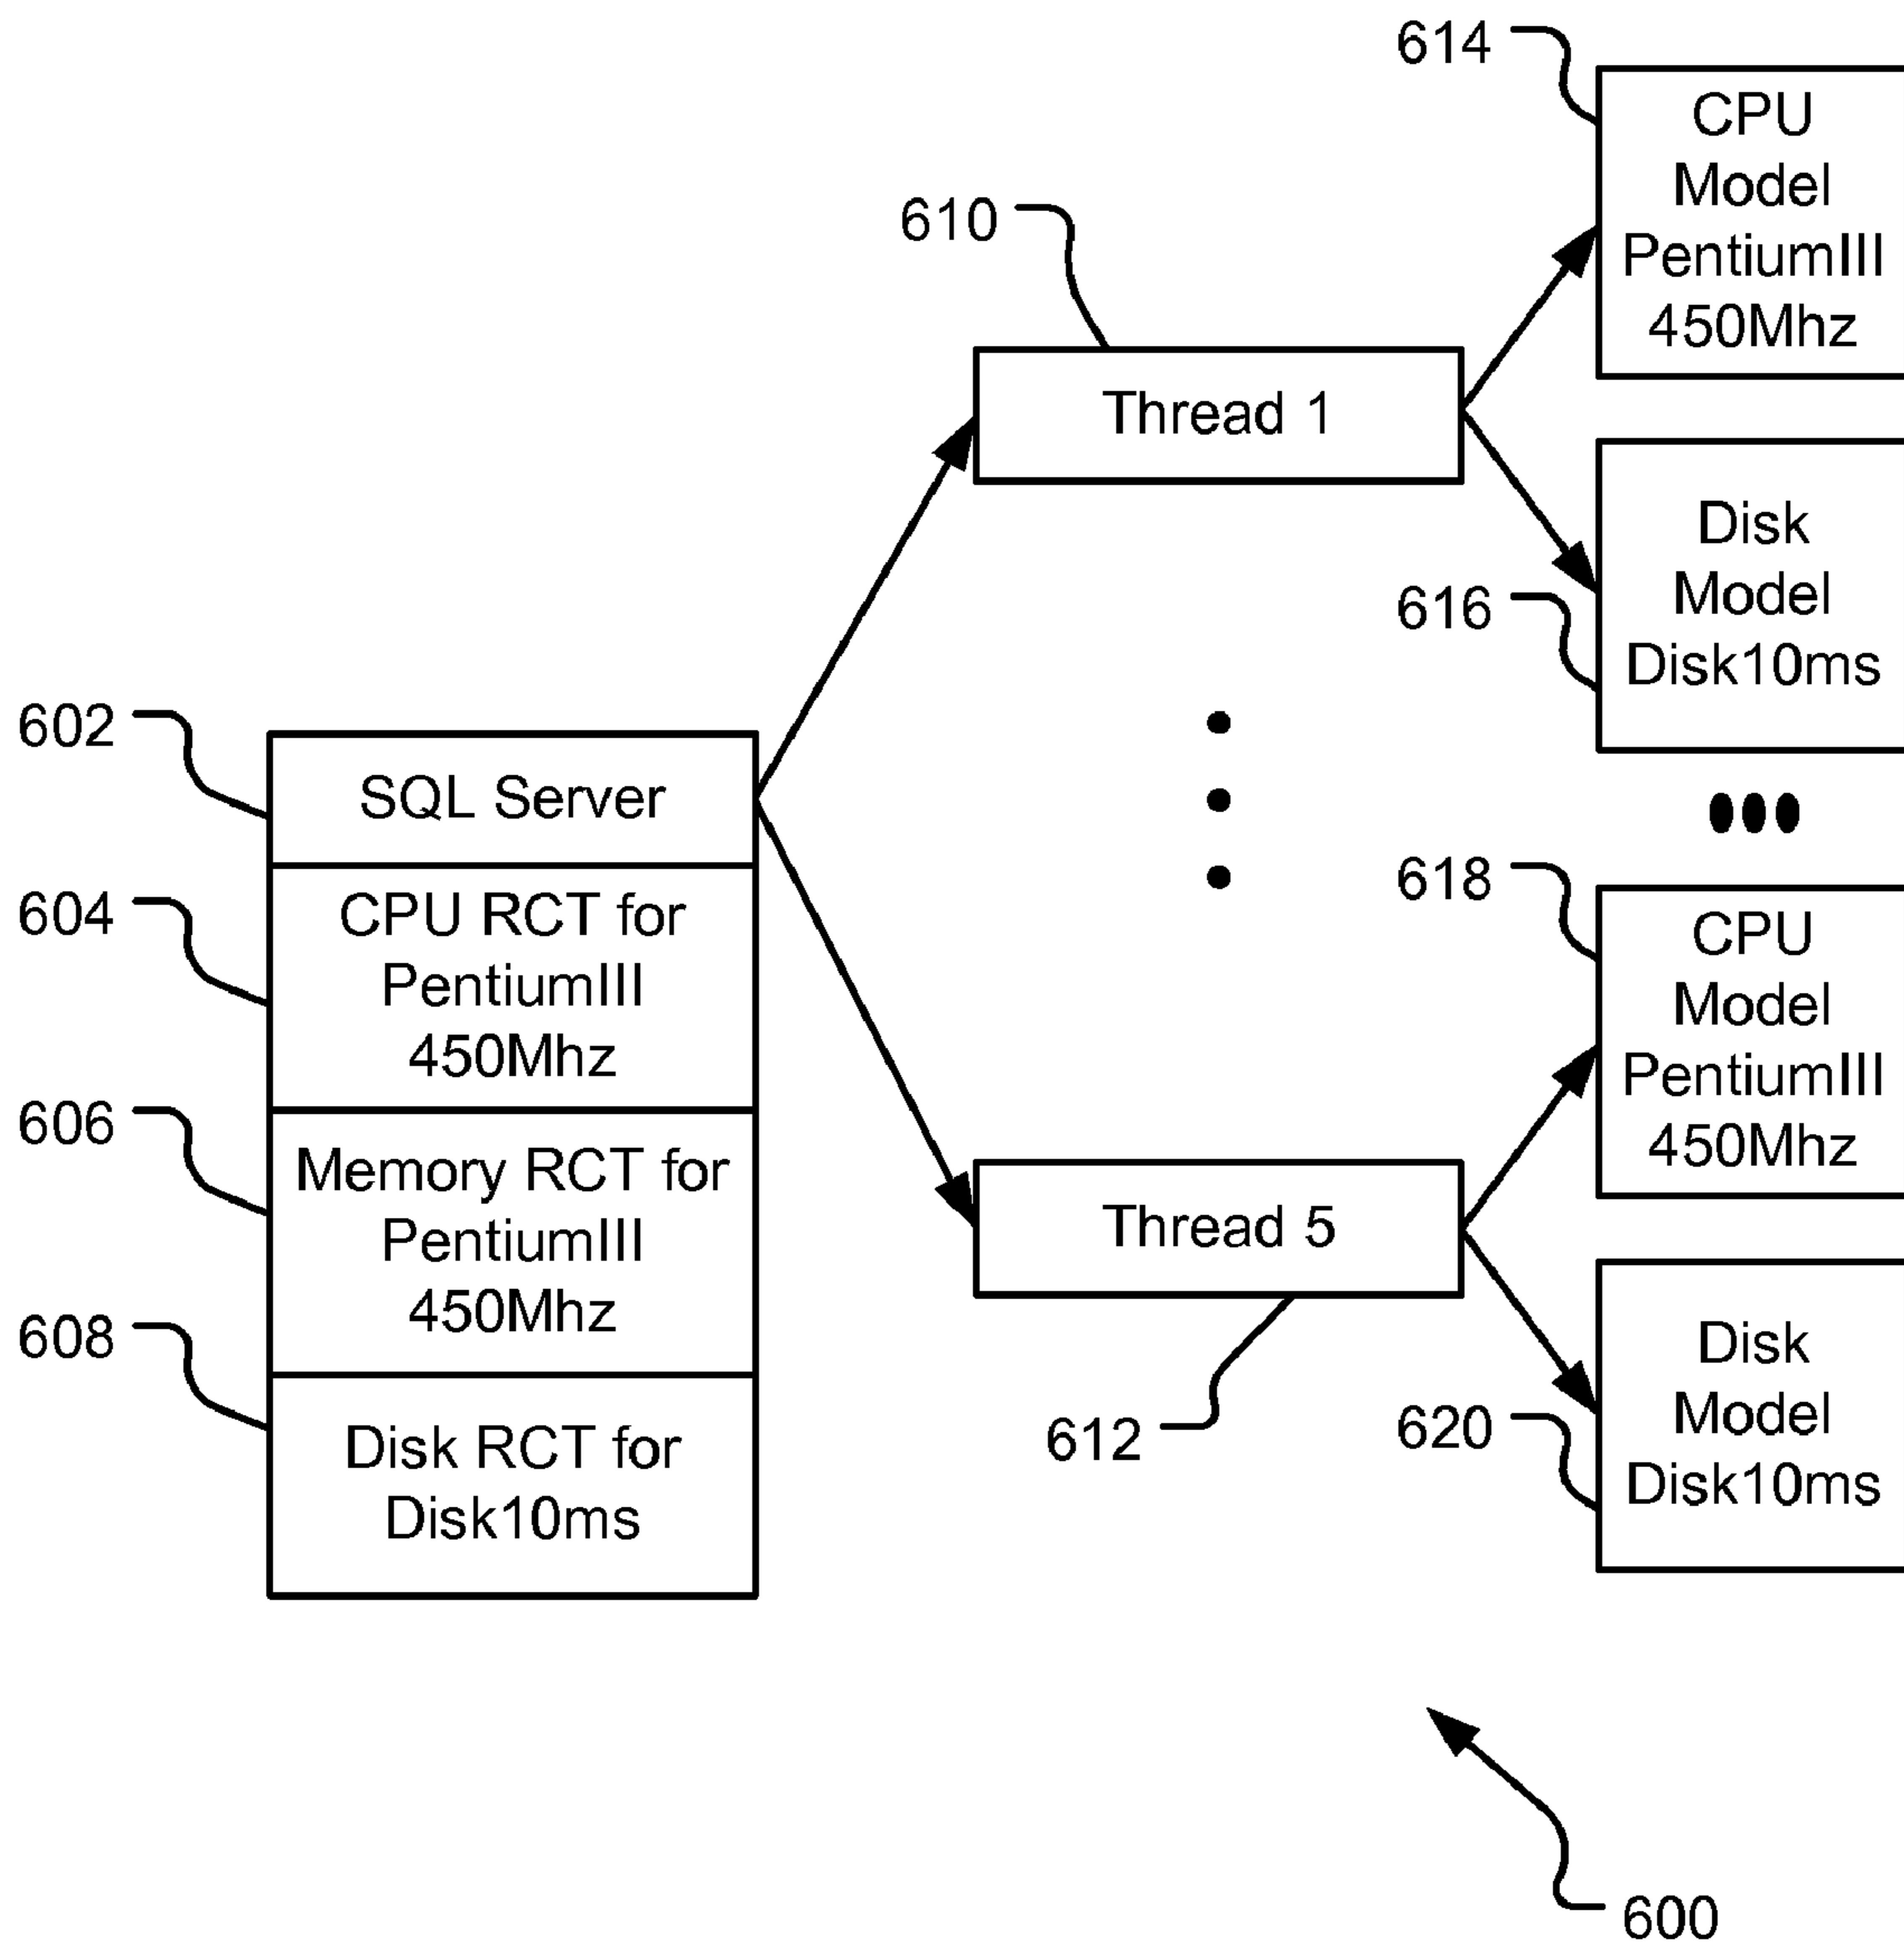 614
CPU
Model
PentiumIII
450Mhz
610
Thread 1
Disk
Model
Disk10ms
616
602
SQL Server
604
CPU RCT for
PentiumIII
450Mhz
606
Memory RCT for
PentiumIII
450Mhz
608
Disk RCT for
Disk10ms
618
CPU
Model
PentiumIII
450Mhz
Thread 5
612
620
Disk
Model
Disk10ms
600